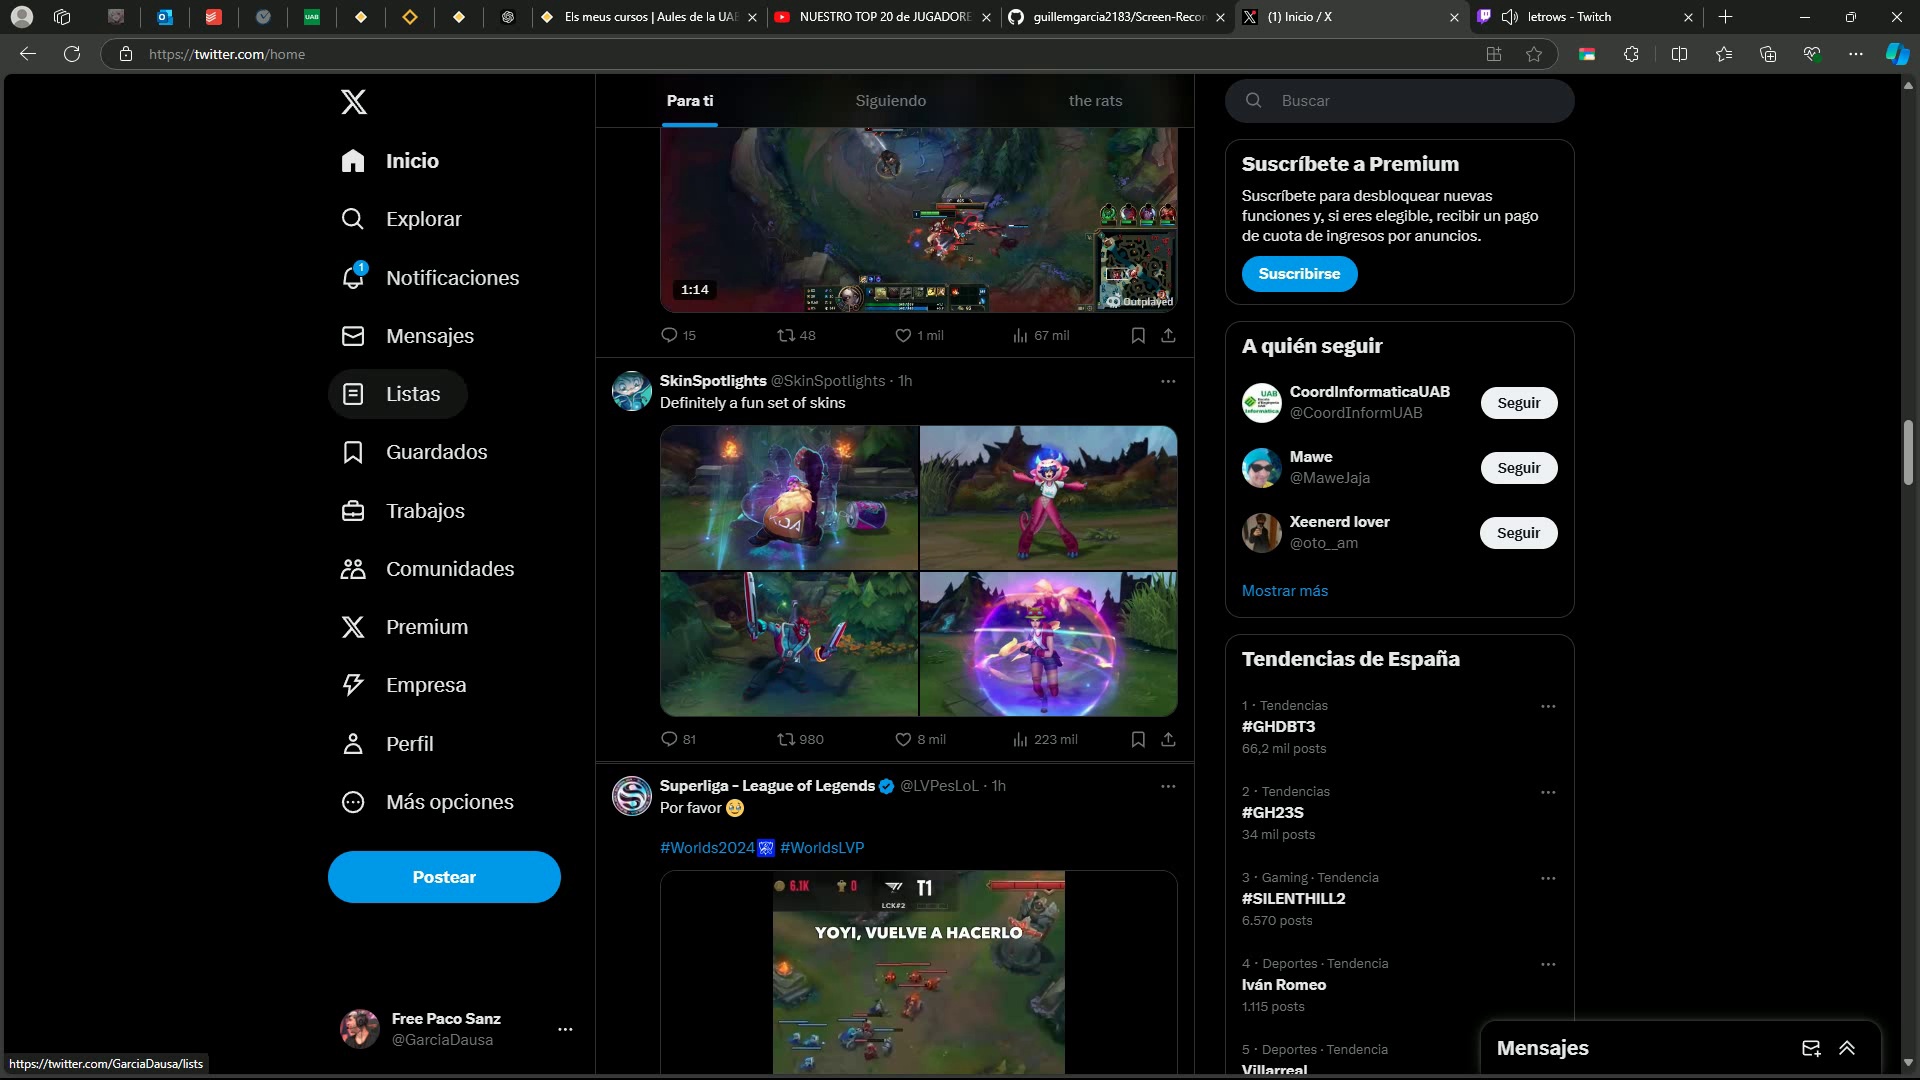 Els meus cursos | Aules de la UAB
NUESTRO TOP 20 de JUGADORE
guillemgarcia2183/Screen-Recor
(1) Inicio / X
letrows - Twitch
https://twitter.com/home
Inicio
Explorar
1
Notificaciones
Mensajes
Listas
Guardados
Trabajos
Comunidades
Premium
Empresa
Perfil
Más opciones
Postear
Free Paco Sanz
@GarciaDausa
https://twitter.com/GarciaDausa/lists
Para ti
Siguiendo
the rats
1:14
Outplayed
15
48
1 mil
67 mil
SkinSpotlights @SkinSpotlights · 1h
Definitely a fun set of skins
81
980
8 mil
223 mil
Superliga - League of Legends @LVPesLoL · 1h
Por favor 🥹
#Worlds2024 #WorldsLVP
6.1K
0
T1
LCK#2
YOYI, VUELVE A HACERLO
Buscar
Suscríbete a Premium
Suscríbete para desbloquear nuevas
funciones y, si eres elegible, recibir un pago
de cuota de ingresos por anuncios.
Suscribirse
A quién seguir
CoordInformaticaUAB
@CoordInformUAB
Seguir
Mawe
@MaweJaja
Seguir
Xeenerd lover
@oto__am
Seguir
Mostrar más
Tendencias de España
1 · Tendencias
#GHDBT3
66,2 mil posts
2 · Tendencias
#GH23S
34 mil posts
3 · Gaming · Tendencia
#SILENTHILL2
6.570 posts
4 · Deportes · Tendencia
Iván Romeo
1.115 posts
5 · Deportes · Tendencia
Villarreal
Mensajes